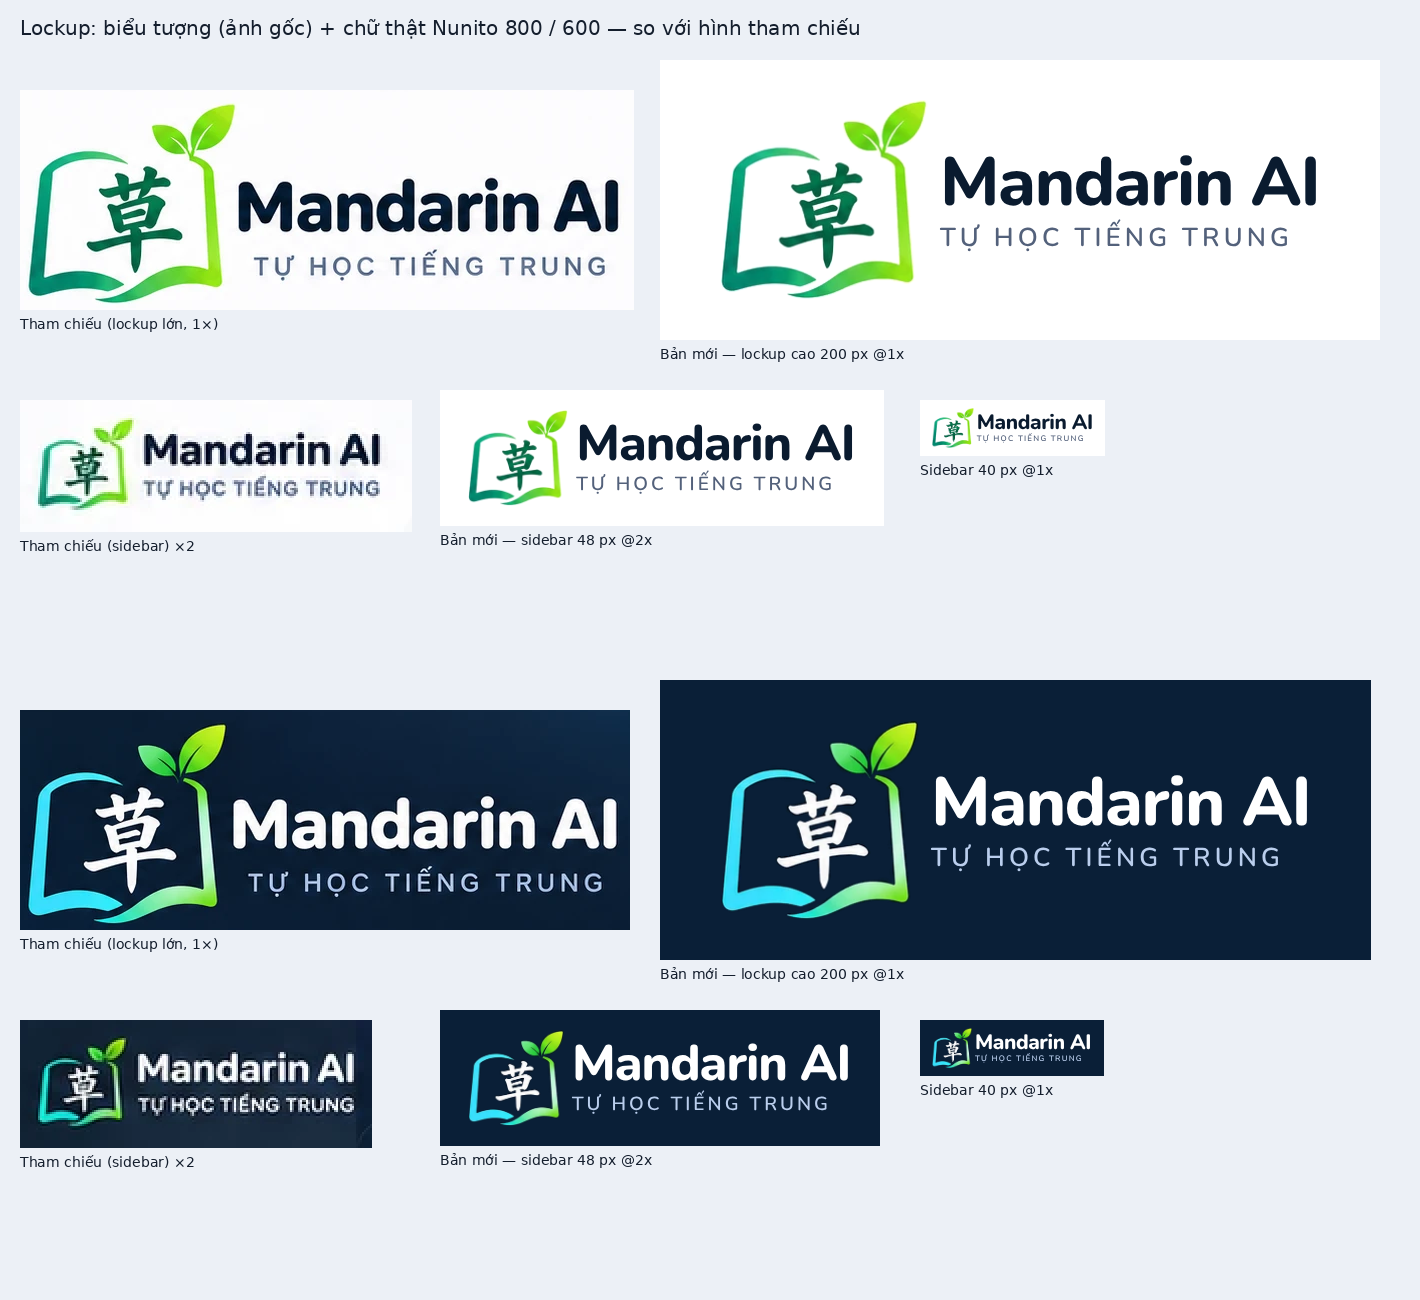 Lockup: biểu tượng (ảnh gốc) + chữ thật Nunito 800 / 600 — so với hình tham chiếu
草
Mandarin AI
TỰ HỌC TIẾNG TRUNG
Tham chiếu (lockup lớn, 1×)
草
Mandarin AI
TỰ HỌC TIẾNG TRUNG
Bản mới — lockup cao 200 px @1x
草
Mandarin AI
TỰ HỌC TIẾNG TRUNG
Tham chiếu (sidebar) ×2
草
Mandarin AI
TỰ HỌC TIẾNG TRUNG
Bản mới — sidebar 48 px @2x
草
Mandarin AI
TỰ HỌC TIẾNG TRUNG
Sidebar 40 px @1x
草
Mandarin AI
TỰ HỌC TIẾNG TRUNG
Tham chiếu (lockup lớn, 1×)
草
Mandarin AI
TỰ HỌC TIẾNG TRUNG
Bản mới — lockup cao 200 px @1x
草
Mandarin AI
TỰ HỌC TIẾNG TRUNG
Tham chiếu (sidebar) ×2
草
Mandarin AI
TỰ HỌC TIẾNG TRUNG
Bản mới — sidebar 48 px @2x
草
Mandarin AI
TỰ HỌC TIẾNG TRUNG
Sidebar 40 px @1x